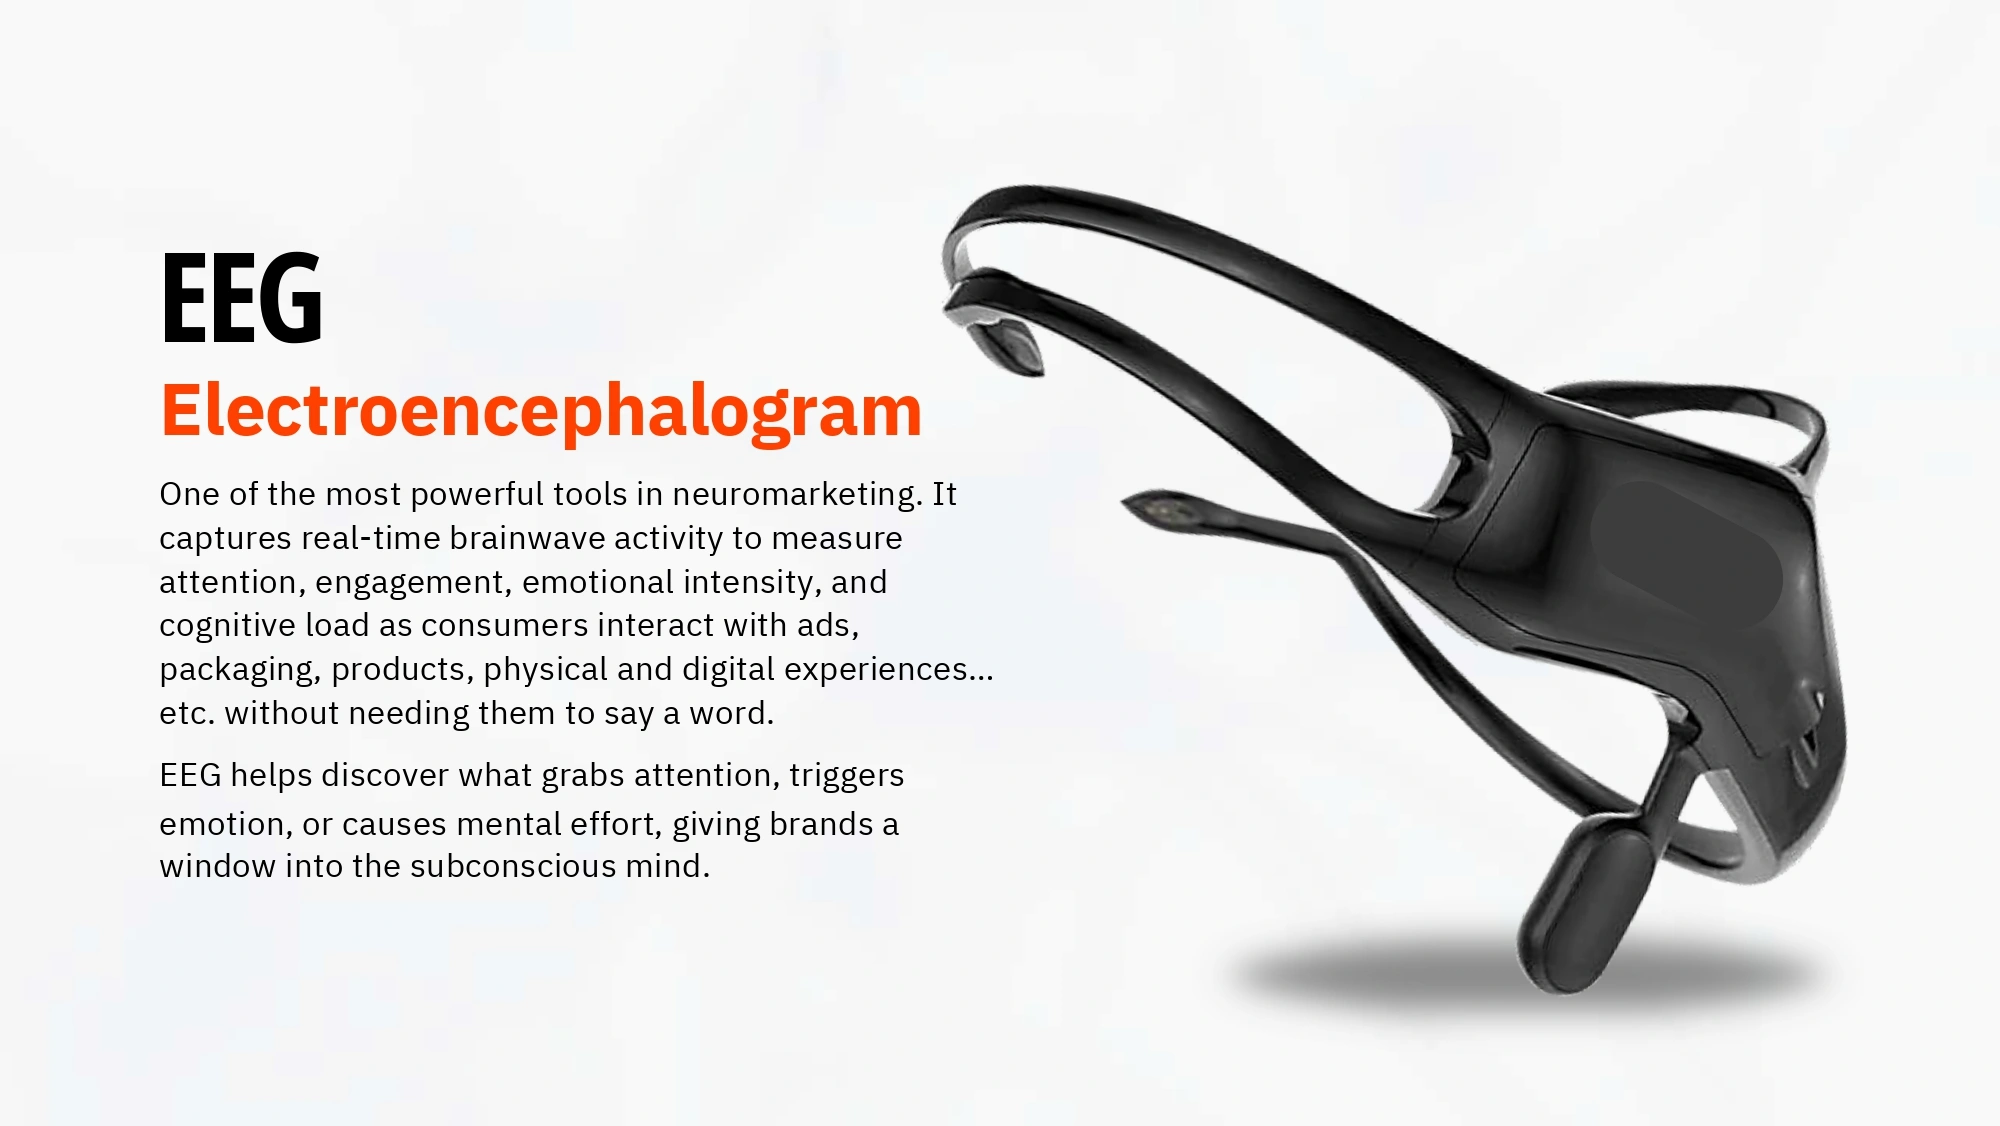 EEG
Electroencephalogram
One of the most powerful tools in neuromarketing. It
captures real-time brainwave activity to measure
attention, engagement, emotional intensity, and
cognitive load as consumers interact with ads,
packaging, products, physical and digital experiences...
etc. without needing them to say a word.
EEG helps discover what grabs attention, triggers
emotion, or causes mental effort, giving brands a
window into the subconscious mind.